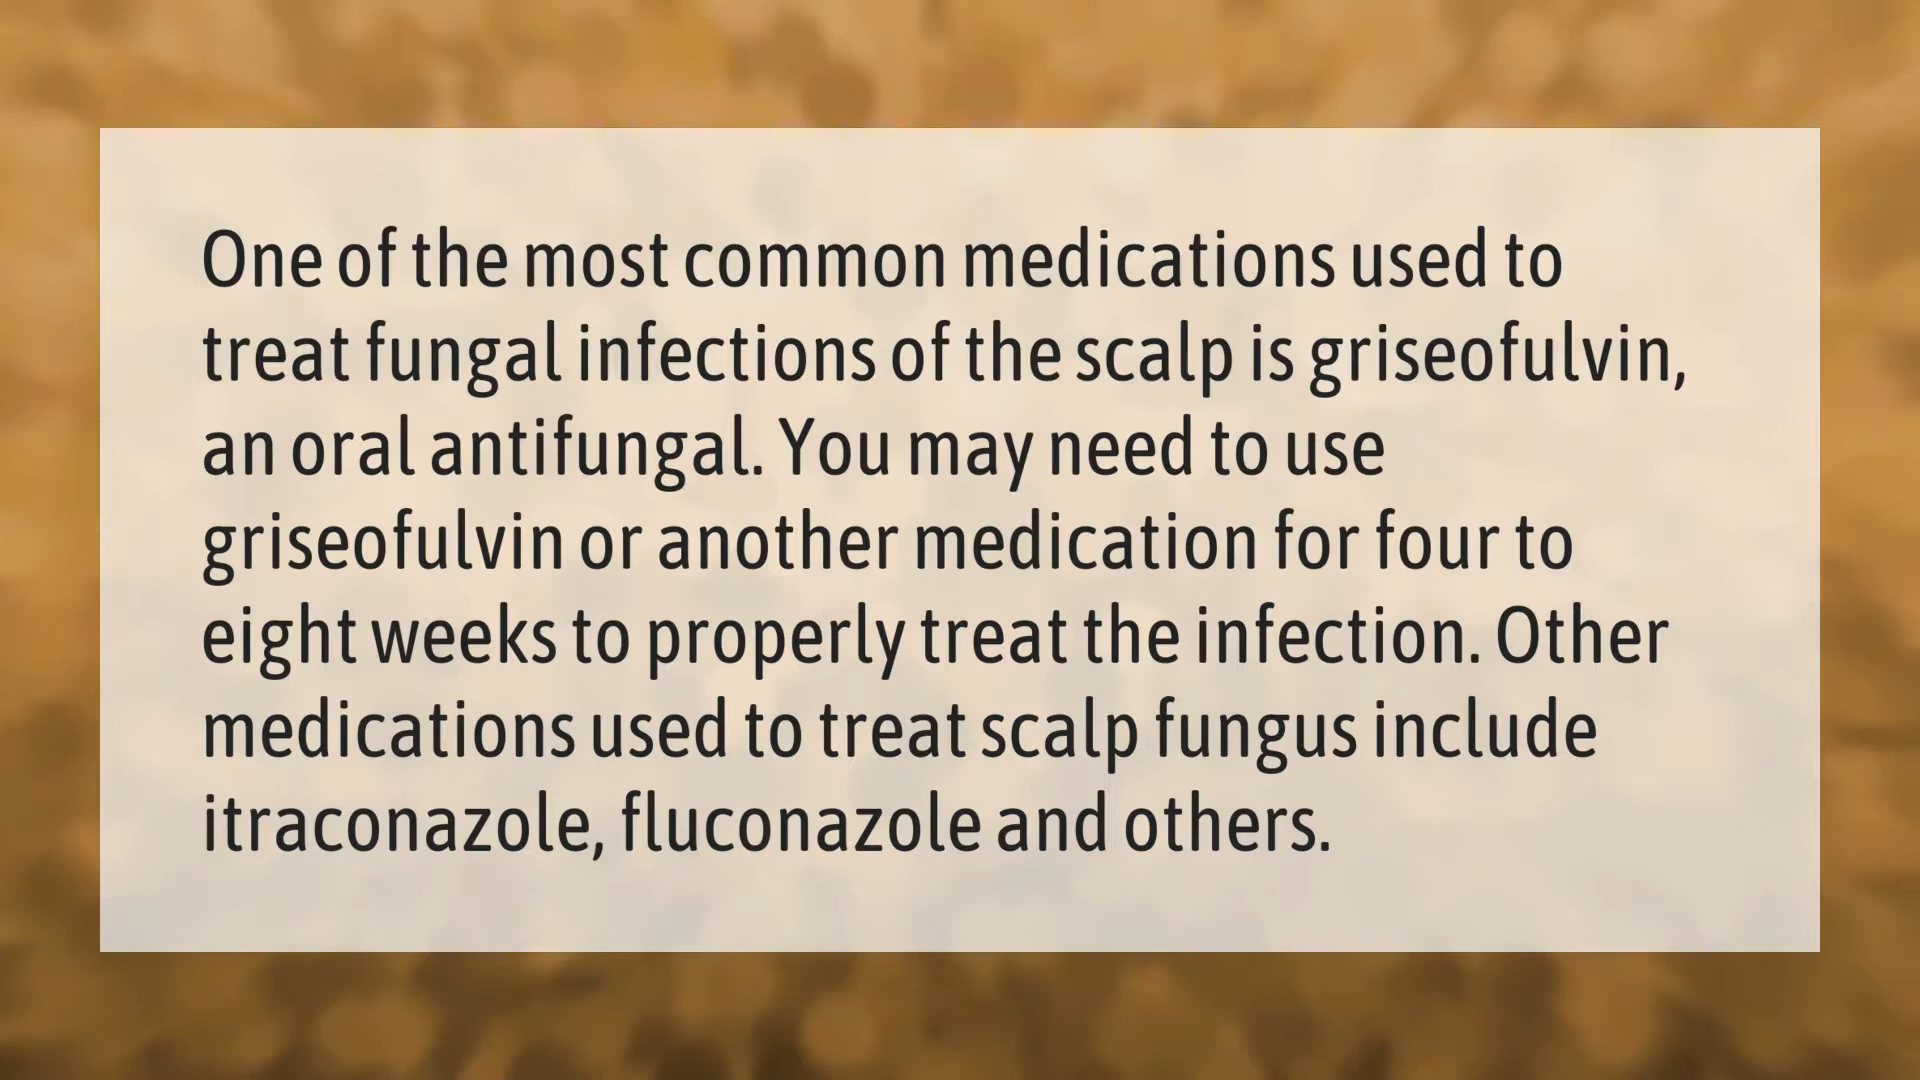 One of the most common medications used to
treat fungal infections of the scalp is griseofulvin,
an oral antifungal. You may need to use
griseofulvin or another medication for four to
eight weeks to properly treat the infection. Other
medications used to treat scalp fungus include
itraconazole, fluconazole and others.